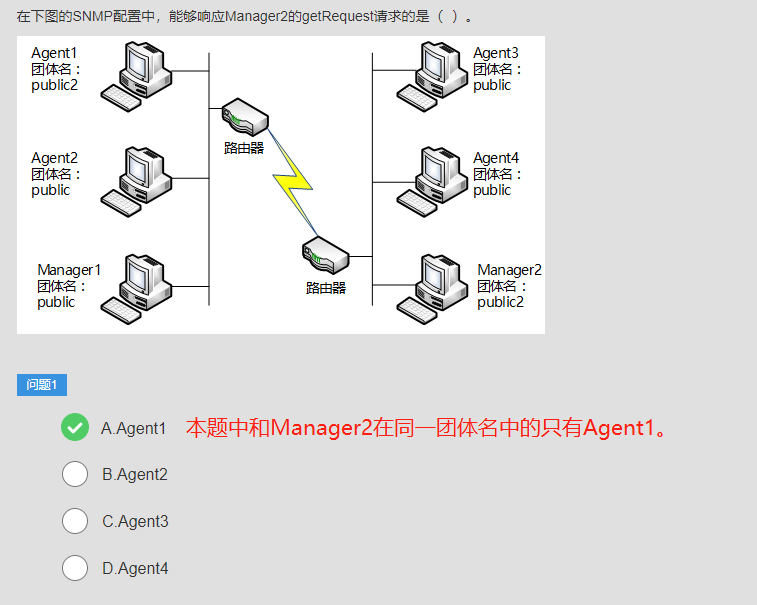 在下图的SNMP配置中，能够响应Manager2的getRequest请求的是（ ）。
Agent1
团体名：
public2
Agent3
团体名：
public
路由器
Agent2
团体名：
public
Agent4
团体名：
public
Manager1
团体名：
public
路由器
Manager2
团体名：
public2
问题1
A.Agent1 本题中和Manager2在同一团体名中的只有Agent1。
B.Agent2
C.Agent3
D.Agent4